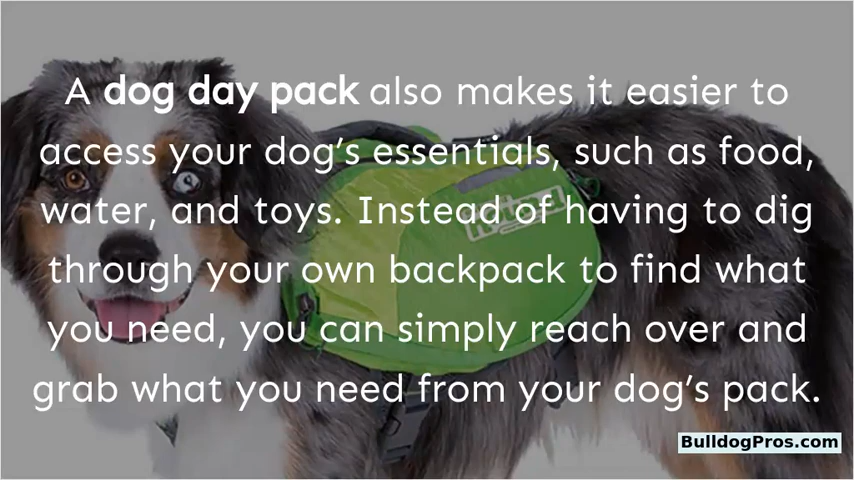 A dog day pack also makes it easier to
access your dog’s essentials, such as food,
water, and toys. Instead of having to dig
through your own backpack to find what
you need, you can simply reach over and
grab what you need from your dog’s pack.
BulldogPros.com